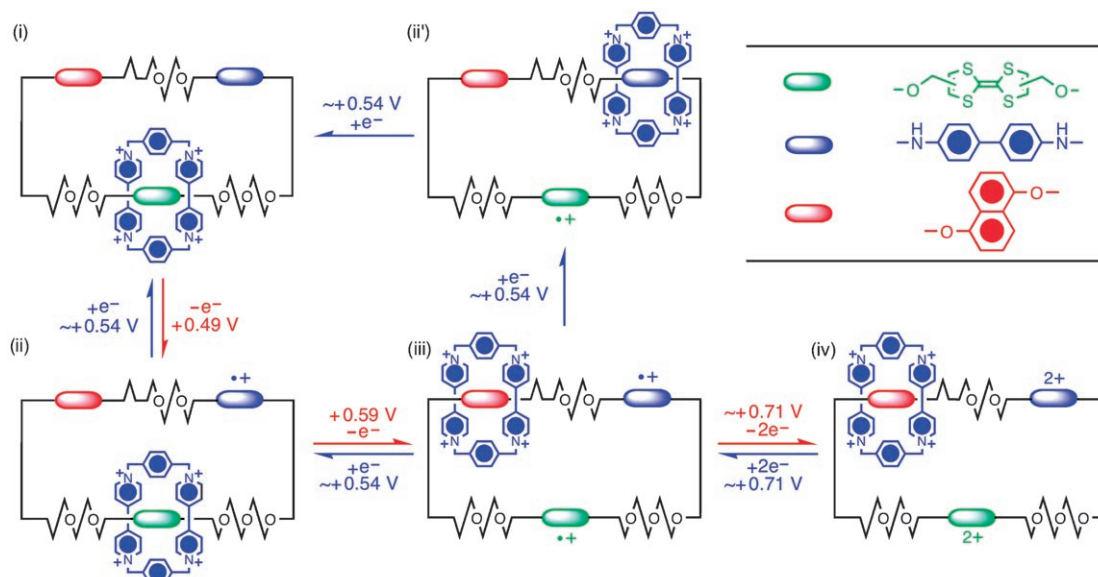 (i)
(ii')
~+0.54 V
+e−
+e−
~+0.54 V
−e−
+0.49 V
+e−
~+0.54 V
(ii)
(iii)
(iv)
•+
•+
2+
+0.59 V
−e−
+e−
~+0.54 V
~+0.71 V
−2e−
+2e−
~+0.71 V
•+
•+
2+
O O O
O O O O O
O O O
O O O O O
O O O
O O O O O
O O O
O O O O O
O O O
O O O O O
+N N+
+N N+
+N N+
+N N+
+N N+
+N N+
+N N+
+N N+
+N N+
+N N+
S S
−O O−
S S
H H
−N N−
O−
−O